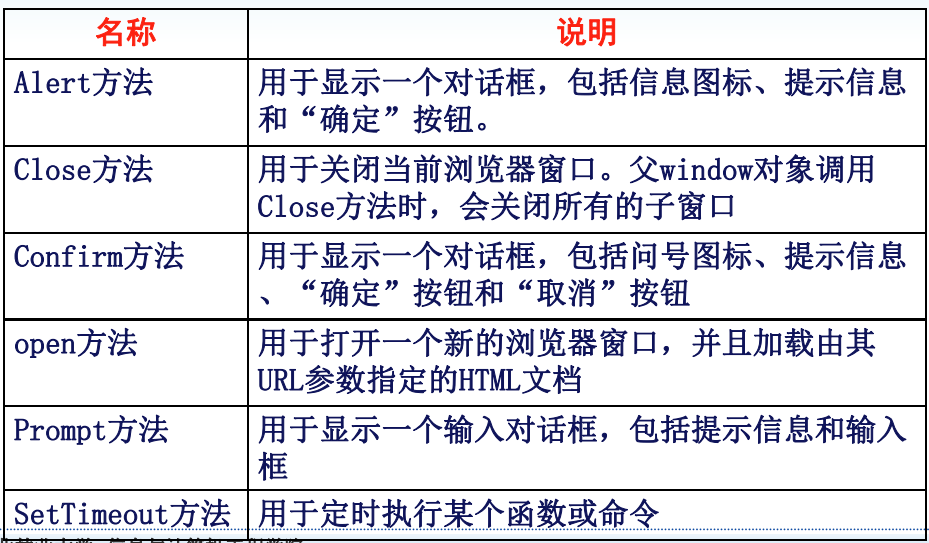 名称 说明
Alert方法 用于显示一个对话框，包括信息图标、提示信息
和“确定”按钮。
Close方法 用于关闭当前浏览器窗口。父window对象调用
Close方法时，会关闭所有的子窗口
Confirm方法 用于显示一个对话框，包括问号图标、提示信息
、“确定”按钮和“取消”按钮
open方法 用于打开一个新的浏览器窗口，并且加载由其
URL参数指定的HTML文档
Prompt方法 用于显示一个输入对话框，包括提示信息和输入
框
SetTimeout方法 用于定时执行某个函数或命令